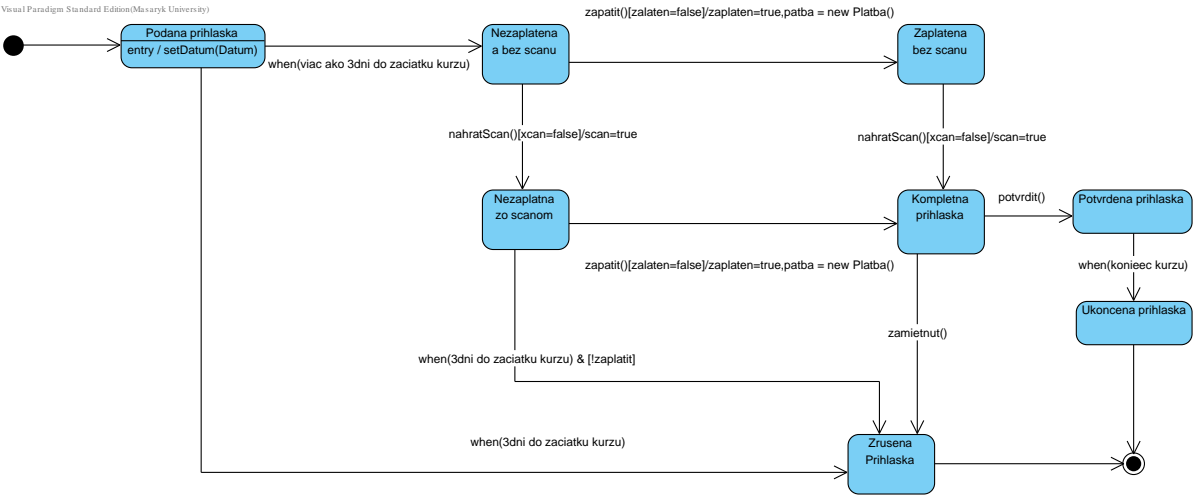 Visual Paradigm Standard Edition(Masaryk University)
zapatit()[zalaten=false]/zaplaten=true,patba = new Platba()
Podana prihlaska
entry / setDatum(Datum)
when(viac ako 3dni do zaciatku kurzu)
Nezaplatena
a bez scanu
Zaplatena
bez scanu
nahratScan()[xcan=false]/scan=true
nahratScan()[xcan=false]/scan=true
Nezaplatna
zo scanom
Kompletna
prihlaska
potvrdit()
Potvrdena prihlaska
zapatit()[zalaten=false]/zaplaten=true,patba = new Platba()
when(konieec kurzu)
Ukoncena prihlaska
zamietnut()
when(3dni do zaciatku kurzu) & [!zaplatit]
when(3dni do zaciatku kurzu)
Zrusena
Prihlaska